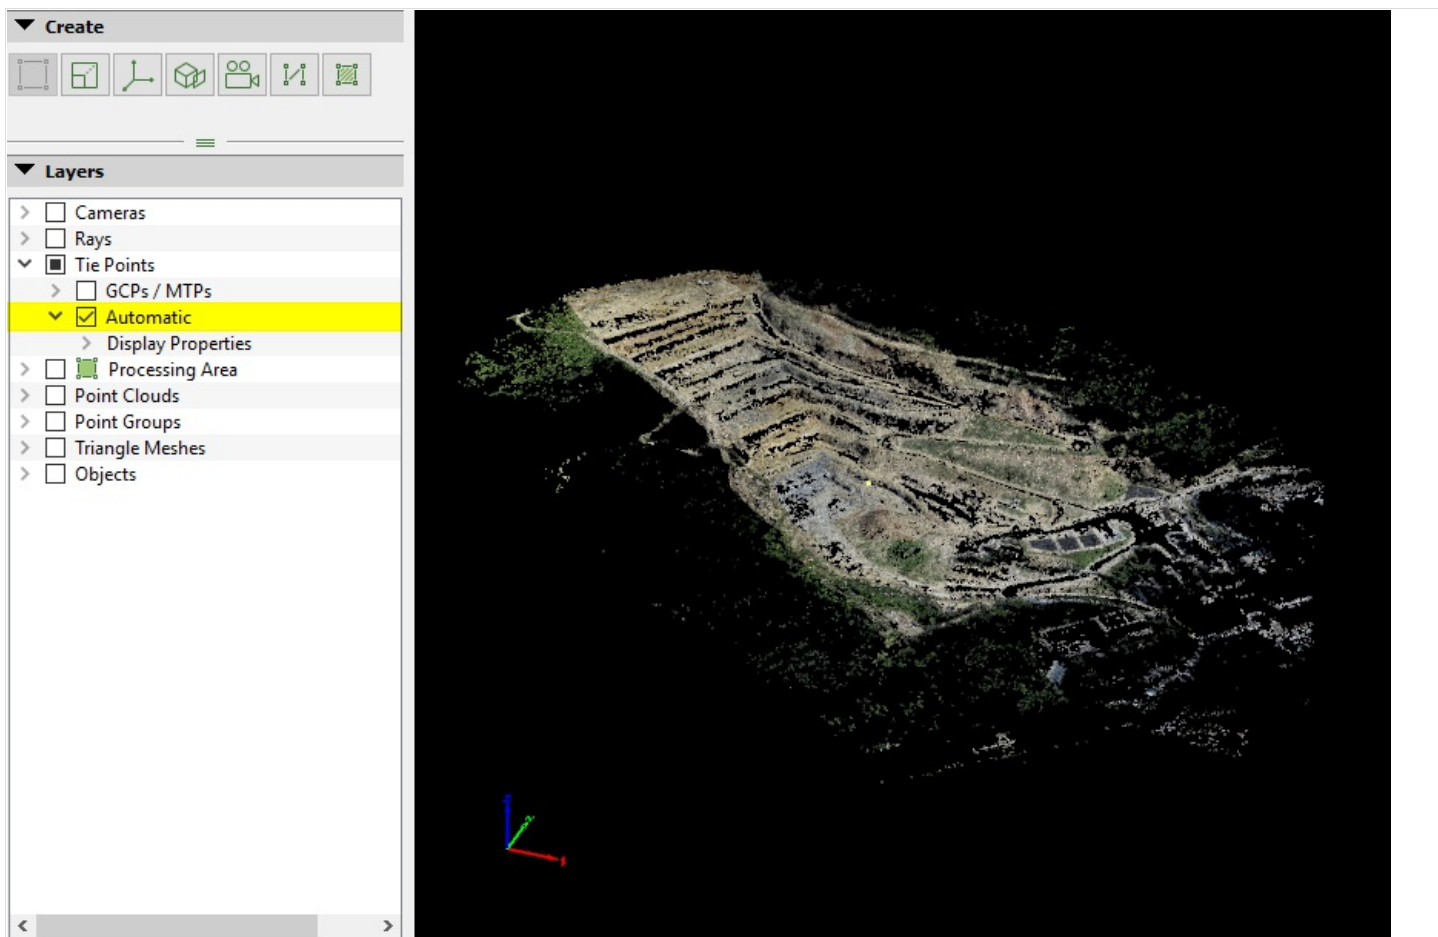 Create
Layers
Cameras
Rays
Tie Points
GCPs / MTPs
Automatic
Display Properties
Processing Area
Point Clouds
Point Groups
Triangle Meshes
Objects